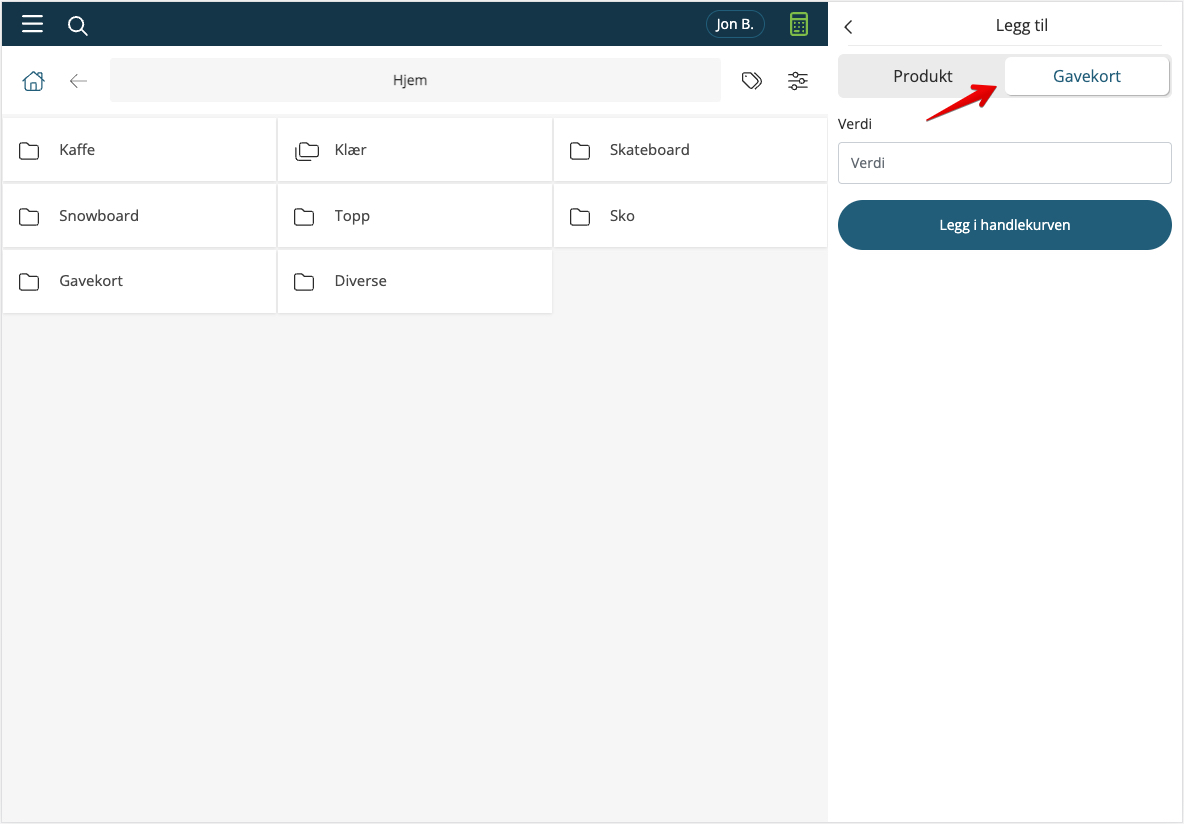 Jon B.
Hjem
Kaffe
Klær
Skateboard
Snowboard
Topp
Sko
Gavekort
Diverse
Legg til
Produkt
Gavekort
Verdi
Verdi
Legg i handlekurven